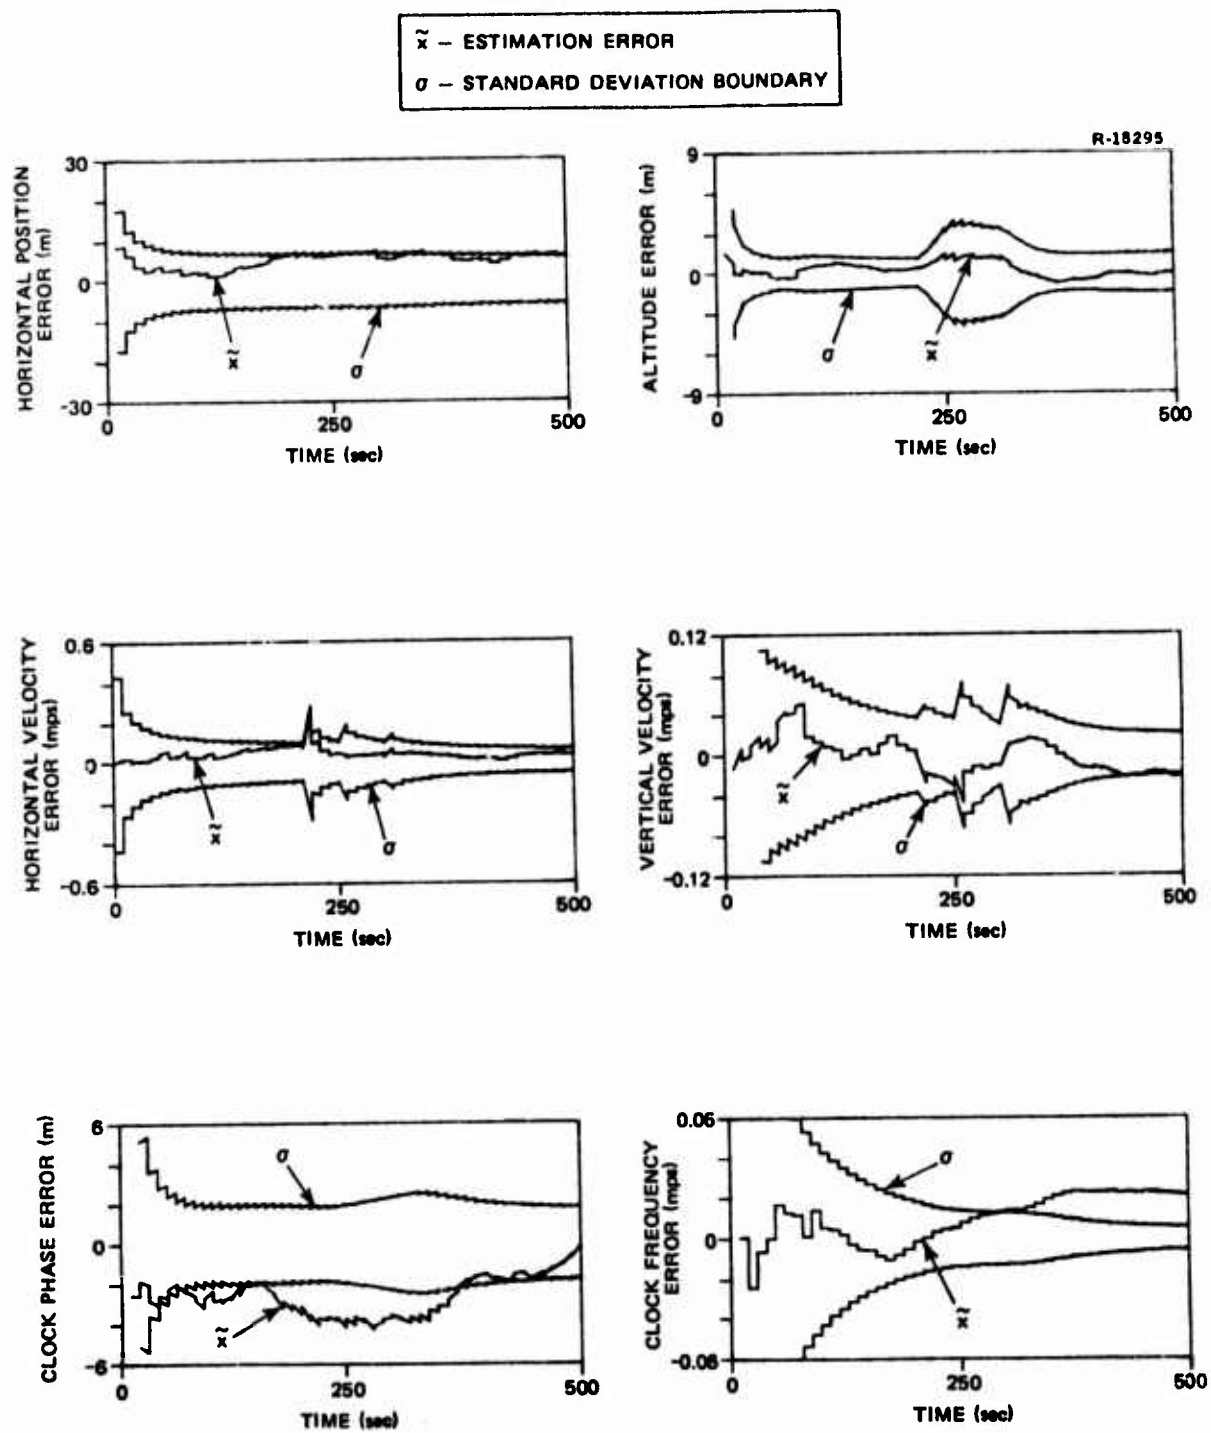 x̃ – ESTIMATION ERROR
σ – STANDARD DEVIATION BOUNDARY
R-18295
HORIZONTAL POSITION
ERROR (m)
30
0
-30
x̃
σ
0
250
500
TIME (sec)
ALTITUDE ERROR (m)
9
0
-9
σ
x̃
0
250
500
TIME (sec)
HORIZONTAL VELOCITY
ERROR (mps)
0.6
0
-0.6
x̃
σ
0
250
500
TIME (sec)
VERTICAL VELOCITY
ERROR (mps)
0.12
0
-0.12
x̃
σ
0
250
500
TIME (sec)
CLOCK PHASE ERROR (m)
6
0
-6
σ
x̃
0
250
500
TIME (sec)
CLOCK FREQUENCY
ERROR (mps)
0.06
0
-0.06
σ
x̃
0
250
500
TIME (sec)